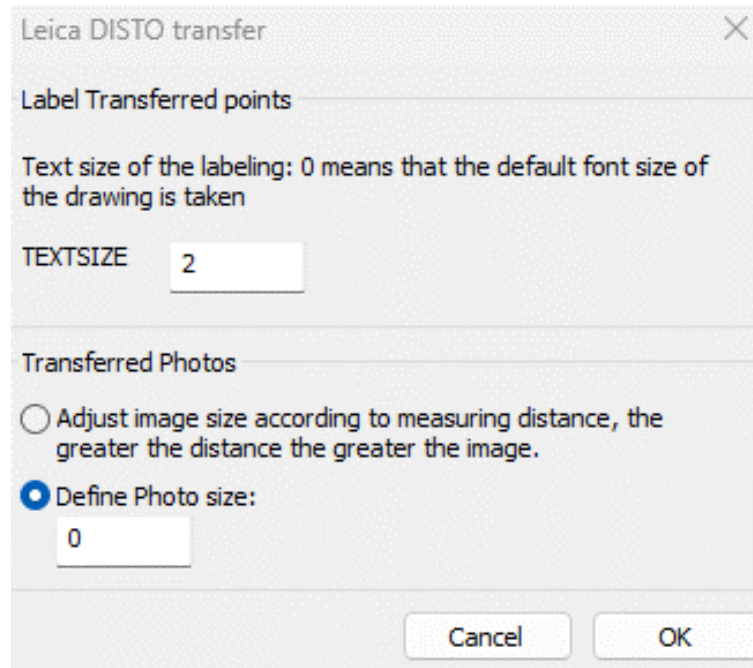 Leica DISTO transfer
Label Transferred points
Text size of the labeling: 0 means that the default font size of
the drawing is taken
TEXTSIZE 2
Transferred Photos
Adjust image size according to measuring distance, the
greater the distance the greater the image.
Define Photo size:
0
Cancel OK